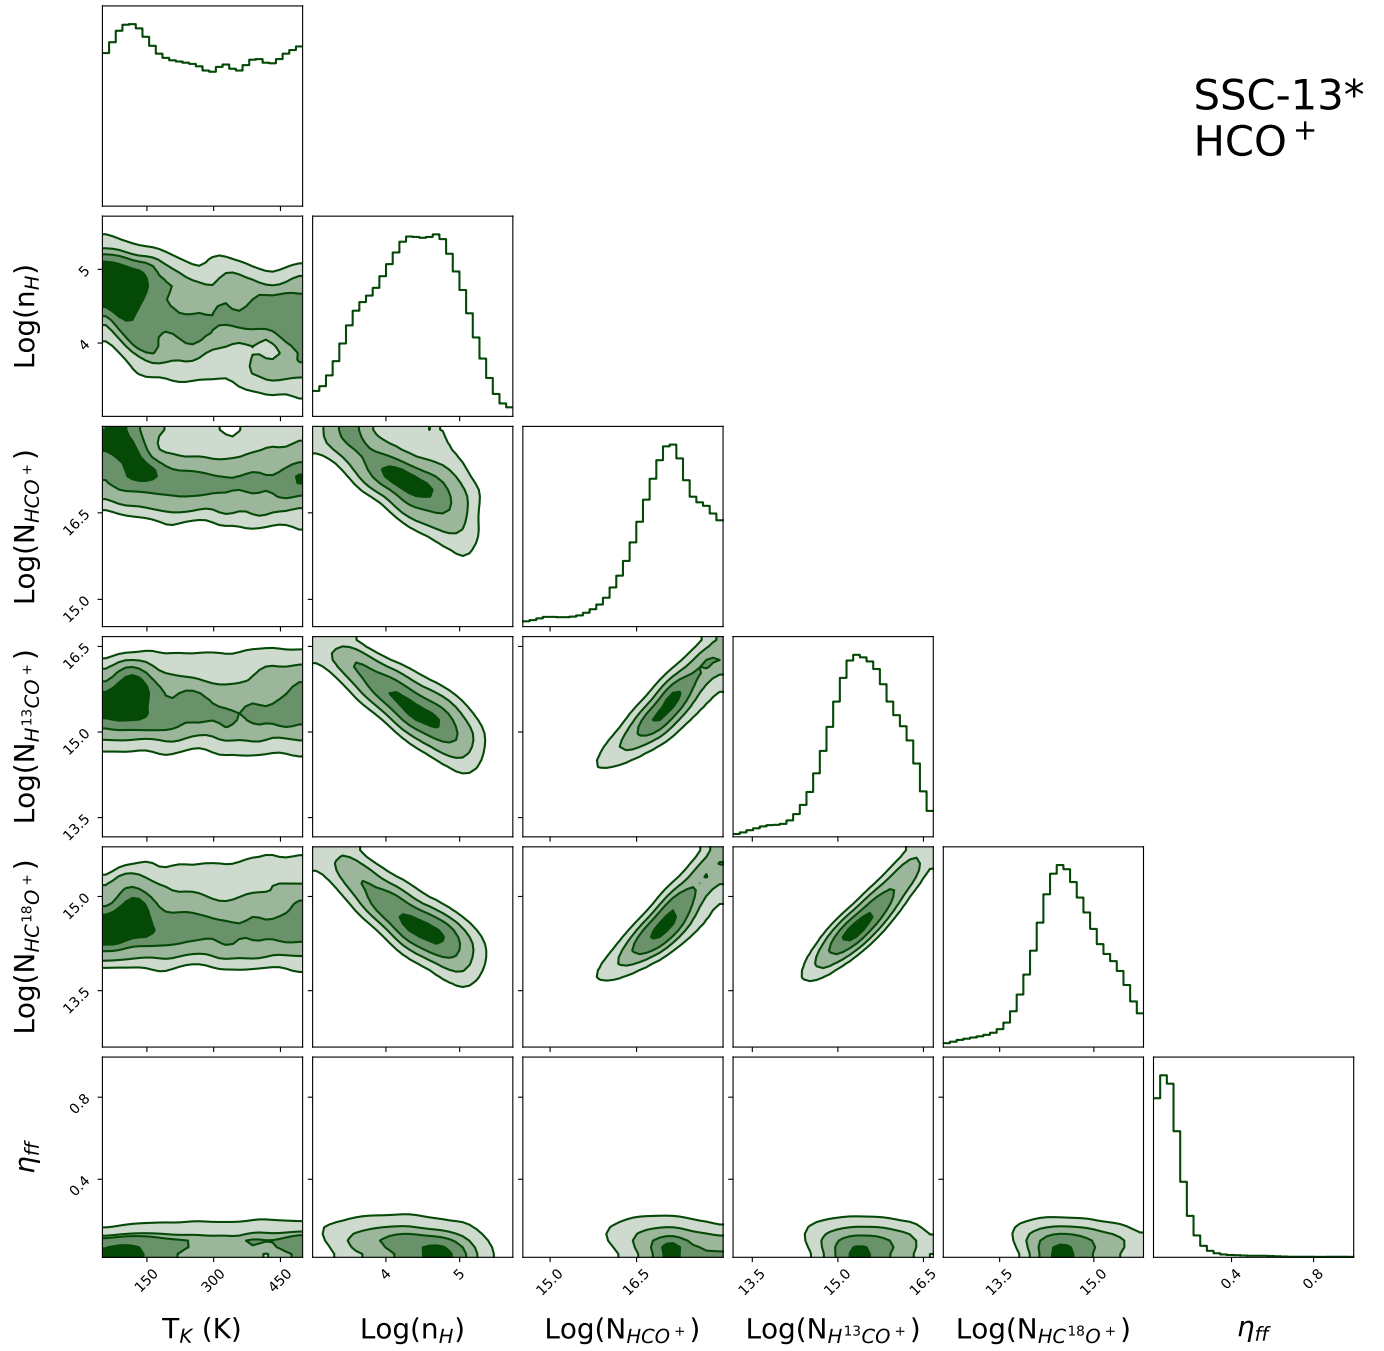 SSC-13*
HCO⁺
Log(n_H)
5
4
Log(N_HCO⁺)
16.5
15.0
Log(N_H¹³CO⁺)
16.5
15.0
13.5
Log(N_HC¹⁸O⁺)
15.0
13.5
η_ff
0.8
0.4
150 300 450 4 5 15.0 16.5 13.5 15.0 16.5 13.5 15.0 0.4 0.8
T_K (K) Log(n_H) Log(N_HCO⁺) Log(N_H¹³CO⁺) Log(N_HC¹⁸O⁺) η_ff